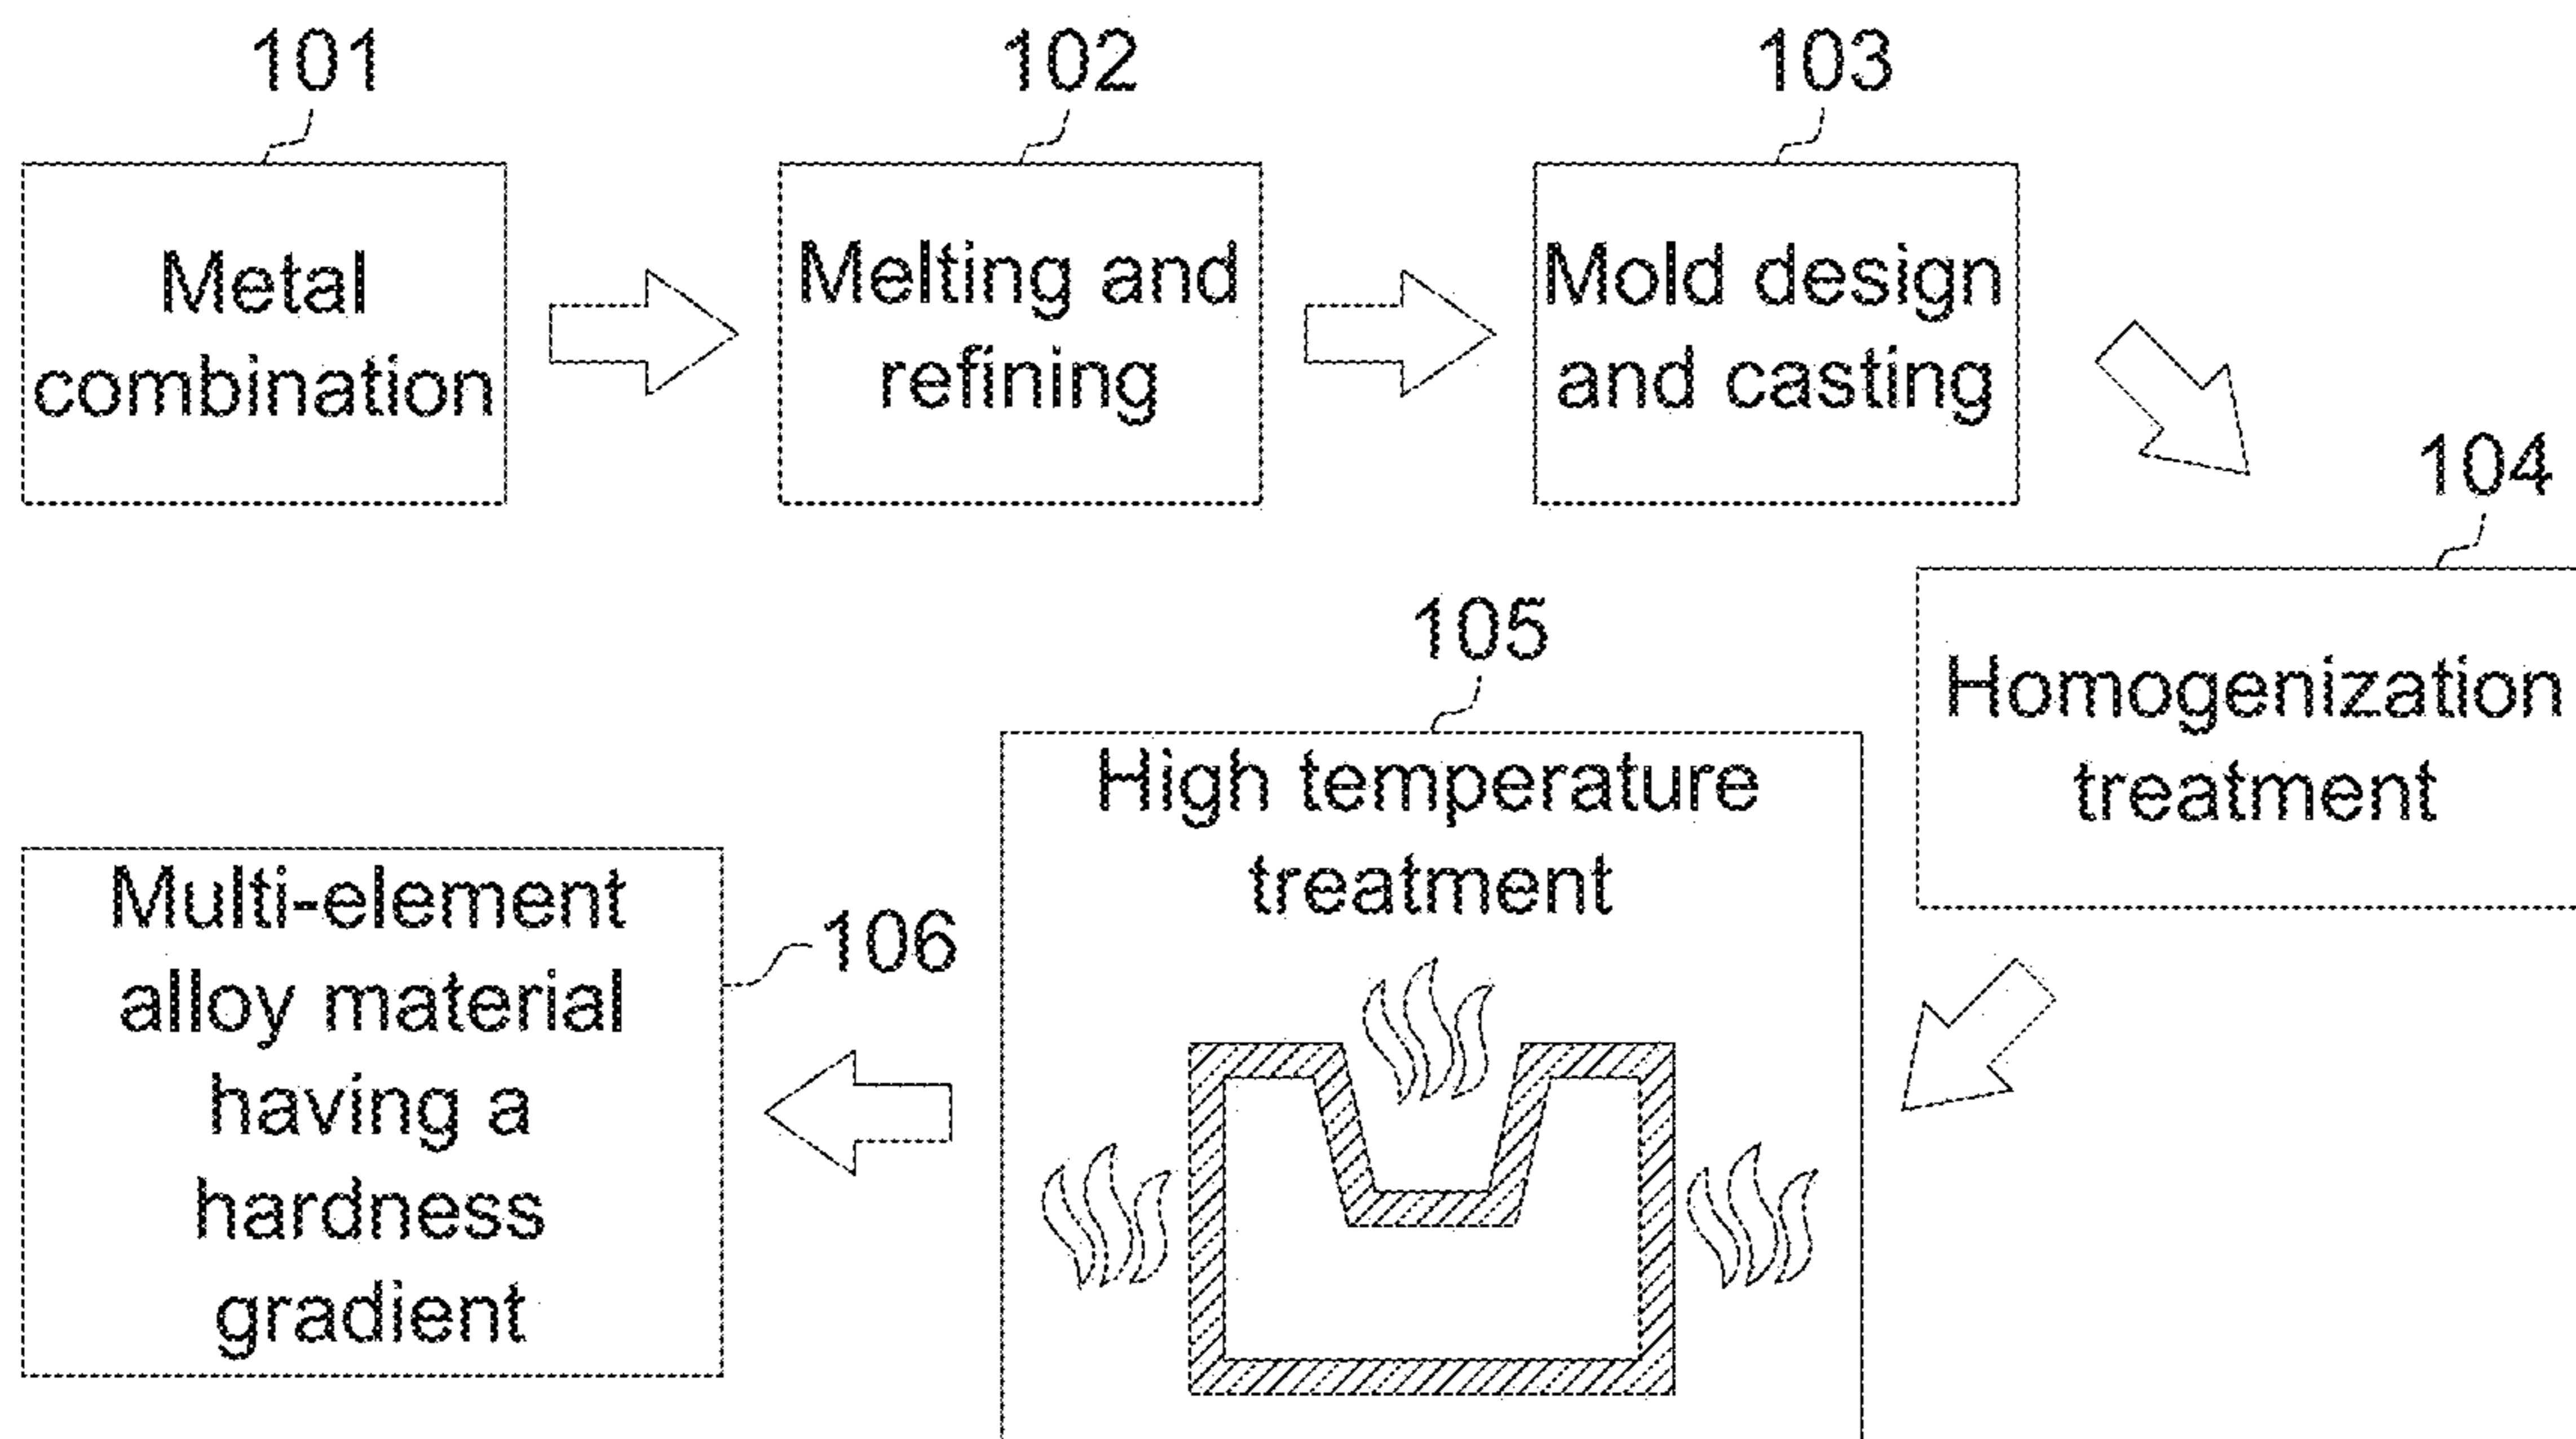 101
Metal
combination
102
Melting and
refining
103
Mold design
and casting
104
Homogenization
treatment
105
High temperature
treatment
106
Multi-element
alloy material
having a
hardness
gradient